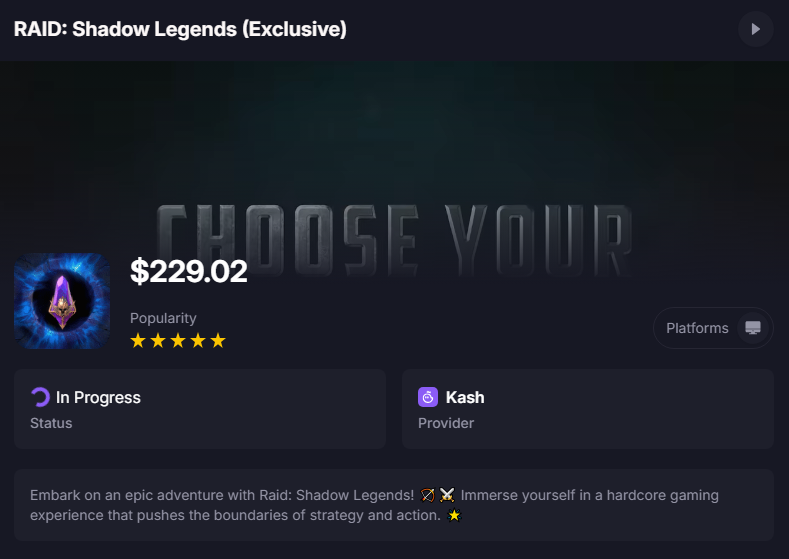 RAID: Shadow Legends (Exclusive)
CHOOSE YOUR
$229.02
Popularity
Platforms
In Progress
Status
Kash
Provider
Embark on an epic adventure with Raid: Shadow Legends! 🏹 ⚔️ Immerse yourself in a hardcore gaming
experience that pushes the boundaries of strategy and action. ⭐